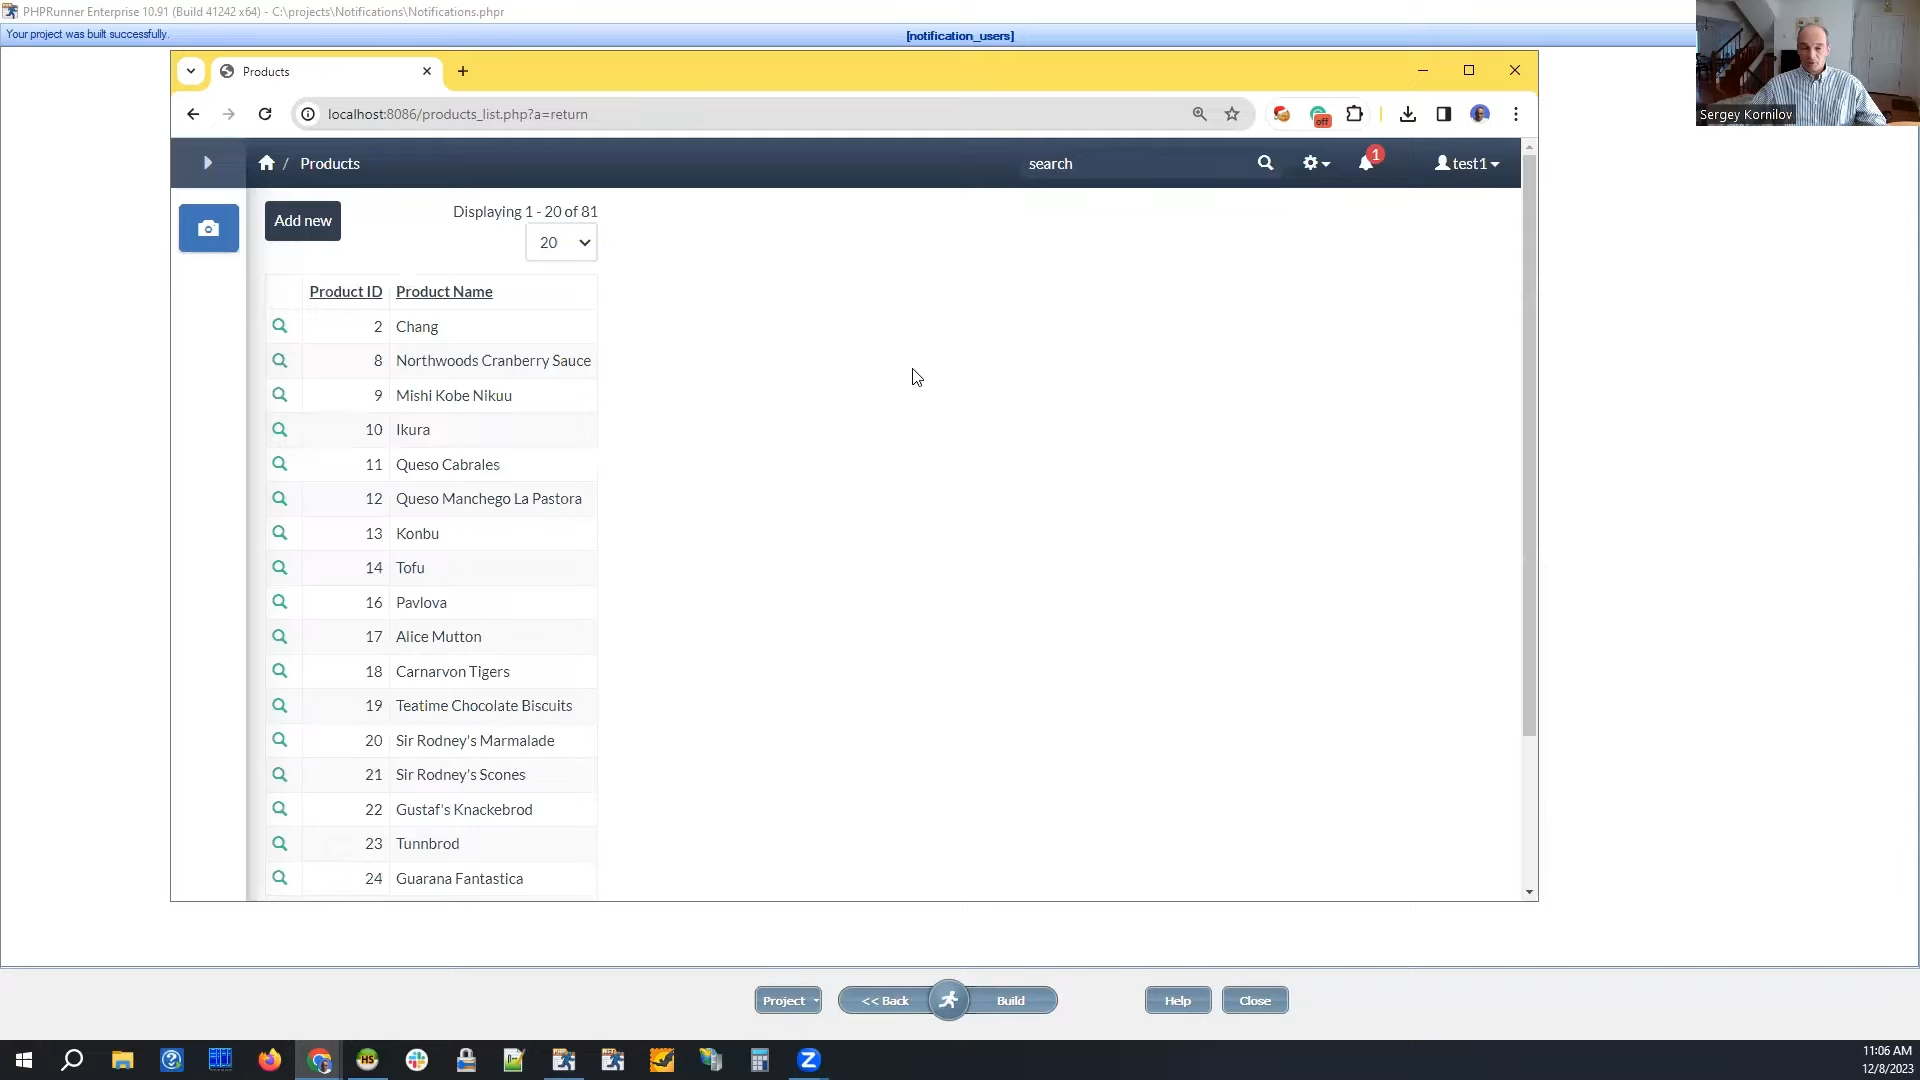 PHPRunner Enterprise 10.91 (Build 41242 x64) - C:\projects\Notifications\Notifications.phpr
Your project was built successfully.
[notification_users]
Sergey Kornilov
Products
localhost:8086/products_list.php?a=return
off
/ Products
search
1
test1
Add new
Displaying 1 - 20 of 81
20
Product ID Product Name
2 Chang
8 Northwoods Cranberry Sauce
9 Mishi Kobe Nikuu
10 Ikura
11 Queso Cabrales
12 Queso Manchego La Pastora
13 Konbu
14 Tofu
16 Pavlova
17 Alice Mutton
18 Carnarvon Tigers
19 Teatime Chocolate Biscuits
20 Sir Rodney's Marmalade
21 Sir Rodney's Scones
22 Gustaf's Knackebrod
23 Tunnbrod
24 Guarana Fantastica
Project
<< Back
Build
Help
Close
HS
11:06 AM
12/8/2023